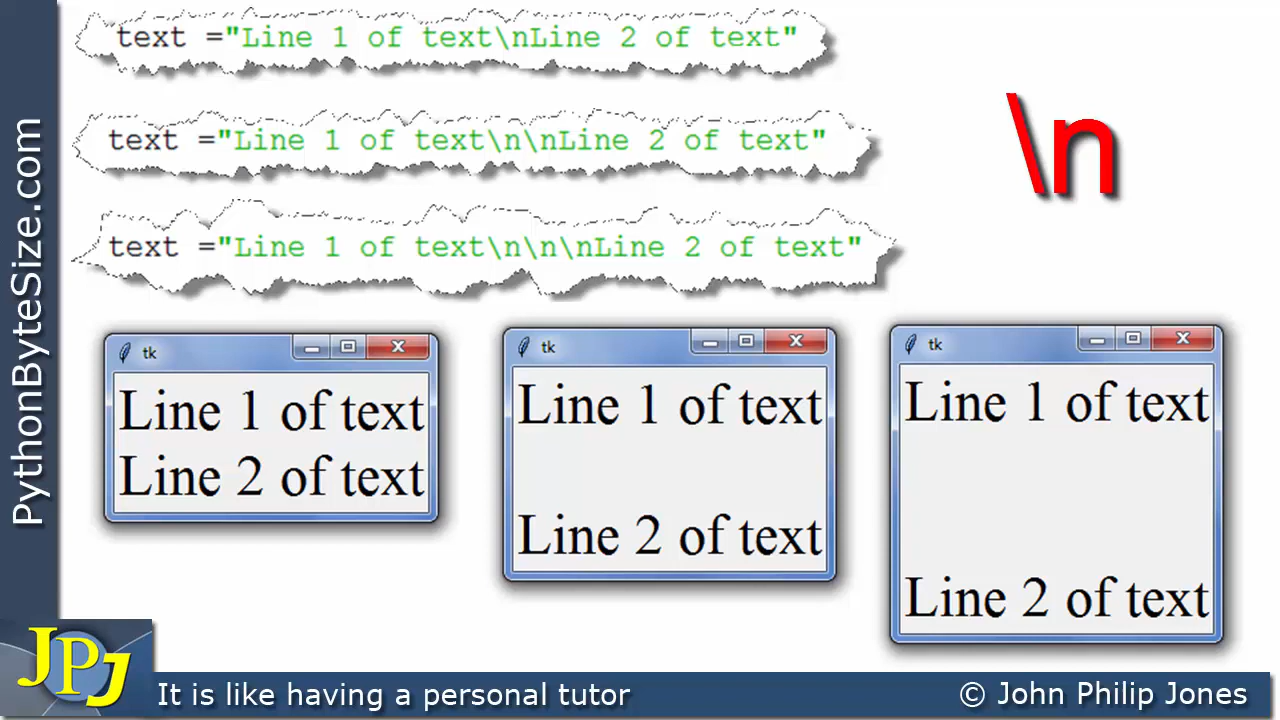 text ="Line 1 of text\nLine 2 of text"
text ="Line 1 of text\n\nLine 2 of text"
text ="Line 1 of text\n\n\nLine 2 of text"
\n
PythonByteSize.com
tk
Line 1 of text
Line 2 of text
tk
Line 1 of text
Line 2 of text
tk
Line 1 of text
Line 2 of text
JPJ
It is like having a personal tutor
© John Philip Jones